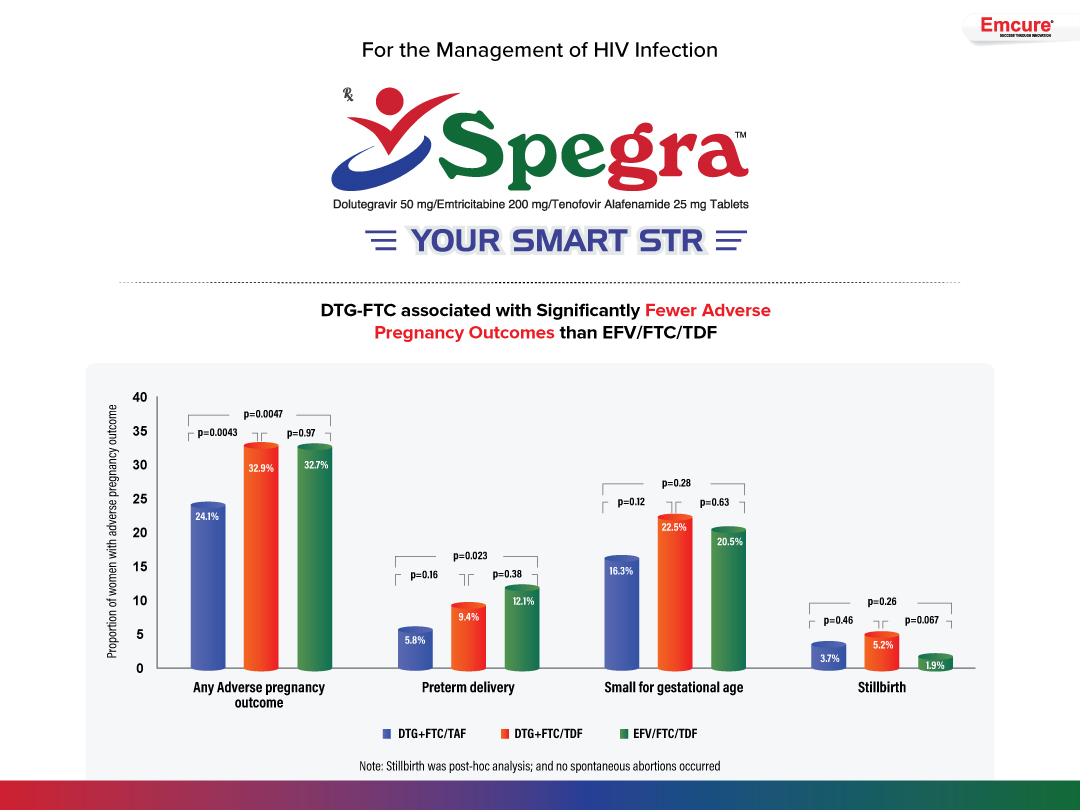 Emcure®
SUCCESS THROUGH INNOVATION
For the Management of HIV Infection
℞
Spegra™
Dolutegravir 50 mg/Emtricitabine 200 mg/Tenofovir Alafenamide 25 mg Tablets
YOUR SMART STR
DTG-FTC associated with Significantly Fewer Adverse
Pregnancy Outcomes than EFV/FTC/TDF
Proportion of women with adverse pregnancy outcome
40
35
30
25
20
15
10
5
0
p=0.0047
p=0.0043
p=0.97
24.1%
32.9%
32.7%
p=0.023
p=0.16
p=0.38
5.8%
9.4%
12.1%
p=0.28
p=0.12
p=0.63
16.3%
22.5%
20.5%
p=0.26
p=0.46
p=0.067
3.7%
5.2%
1.9%
Any Adverse pregnancy
outcome
Preterm delivery
Small for gestational age
Stillbirth
DTG+FTC/TAF
DTG+FTC/TDF
EFV/FTC/TDF
Note: Stillbirth was post-hoc analysis; and no spontaneous abortions occurred